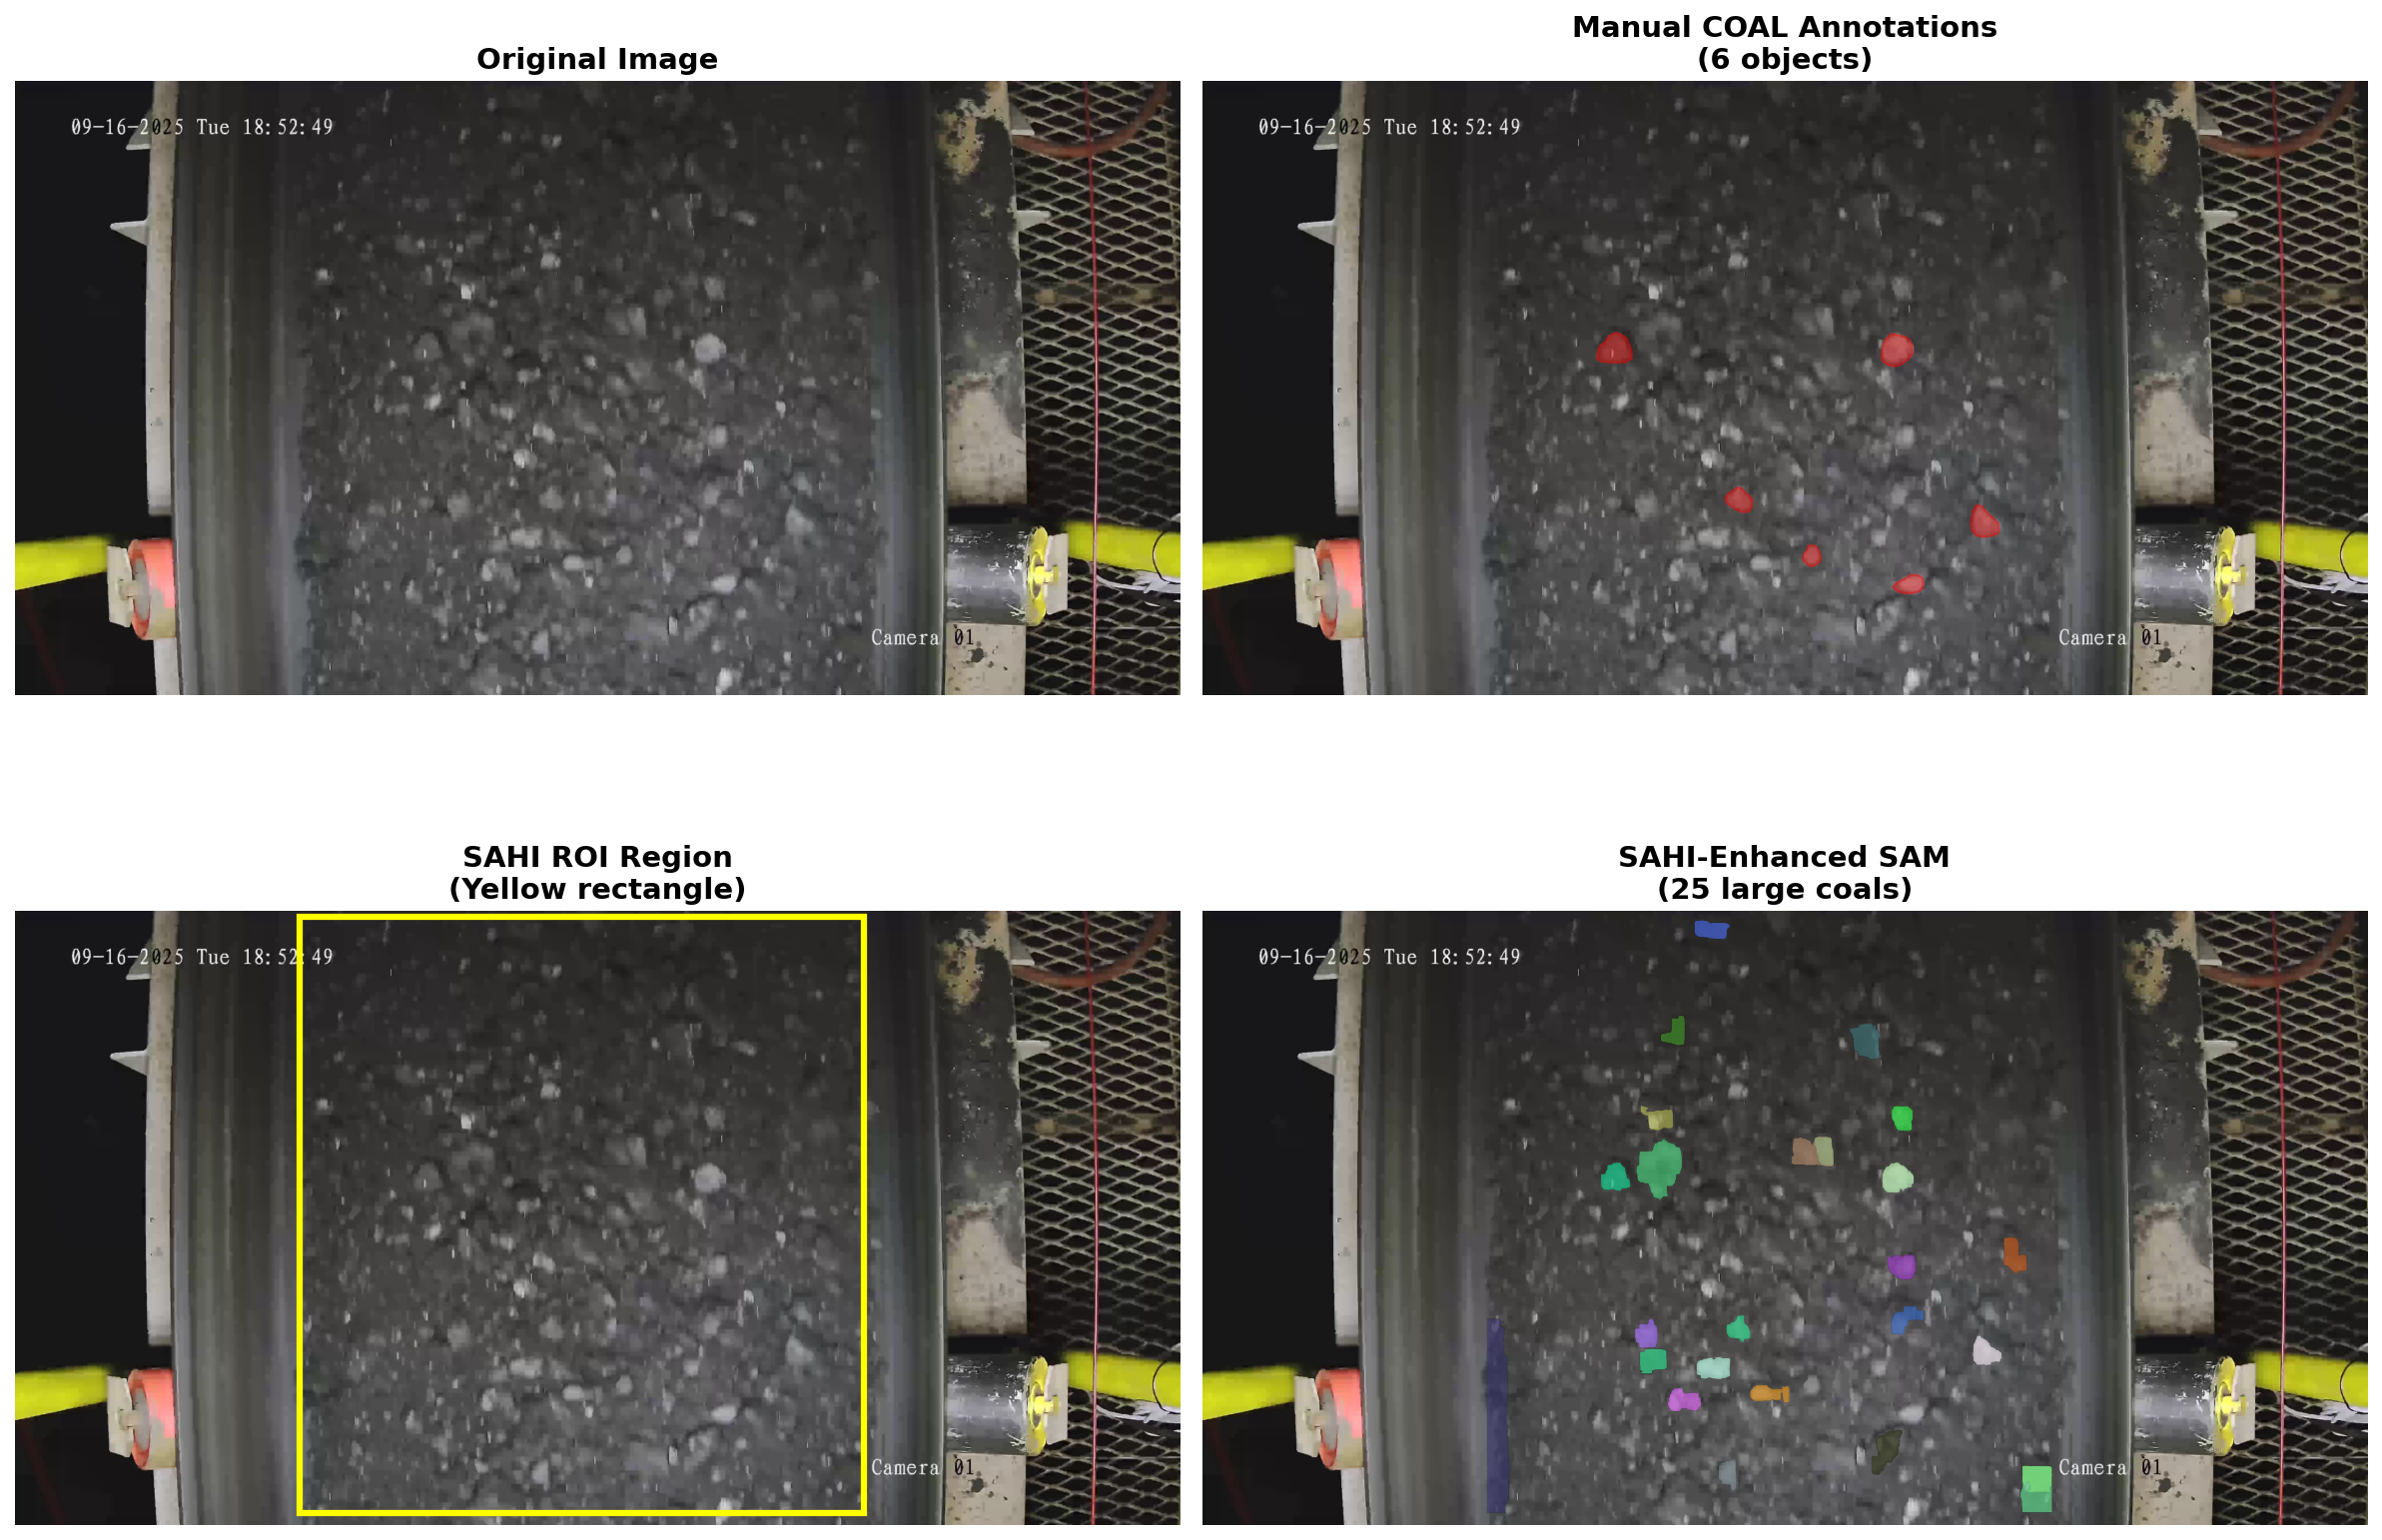 Original Image
09-16-2025 Tue 18:52:49
Camera 01
Manual COAL Annotations
(6 objects)
09-16-2025 Tue 18:52:49
Camera 01
SAHI ROI Region
(Yellow rectangle)
09-16-2025 Tue 18:52:49
Camera 01
SAHI-Enhanced SAM
(25 large coals)
09-16-2025 Tue 18:52:49
Camera 01